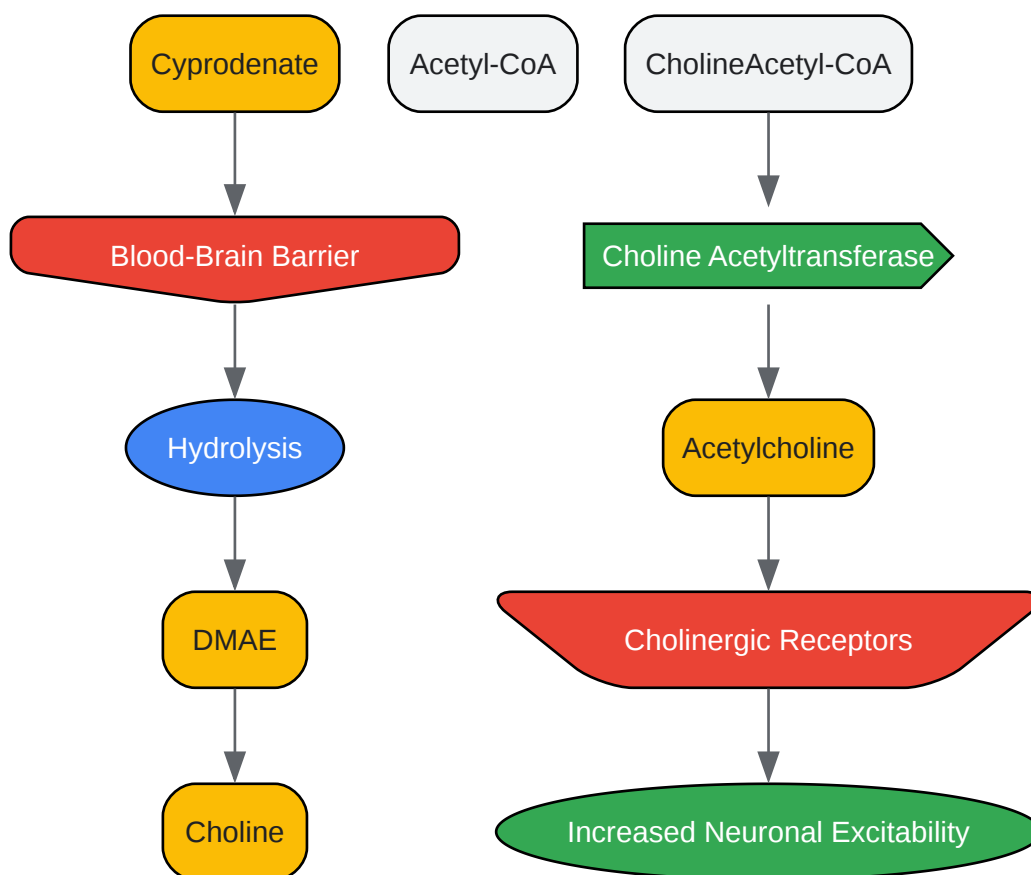 Cyprodenate
Acetyl-CoA
CholineAcetyl-CoA
Blood-Brain Barrier
Choline Acetyltransferase
Hydrolysis
Acetylcholine
DMAE
Cholinergic Receptors
Choline
Increased Neuronal Excitability